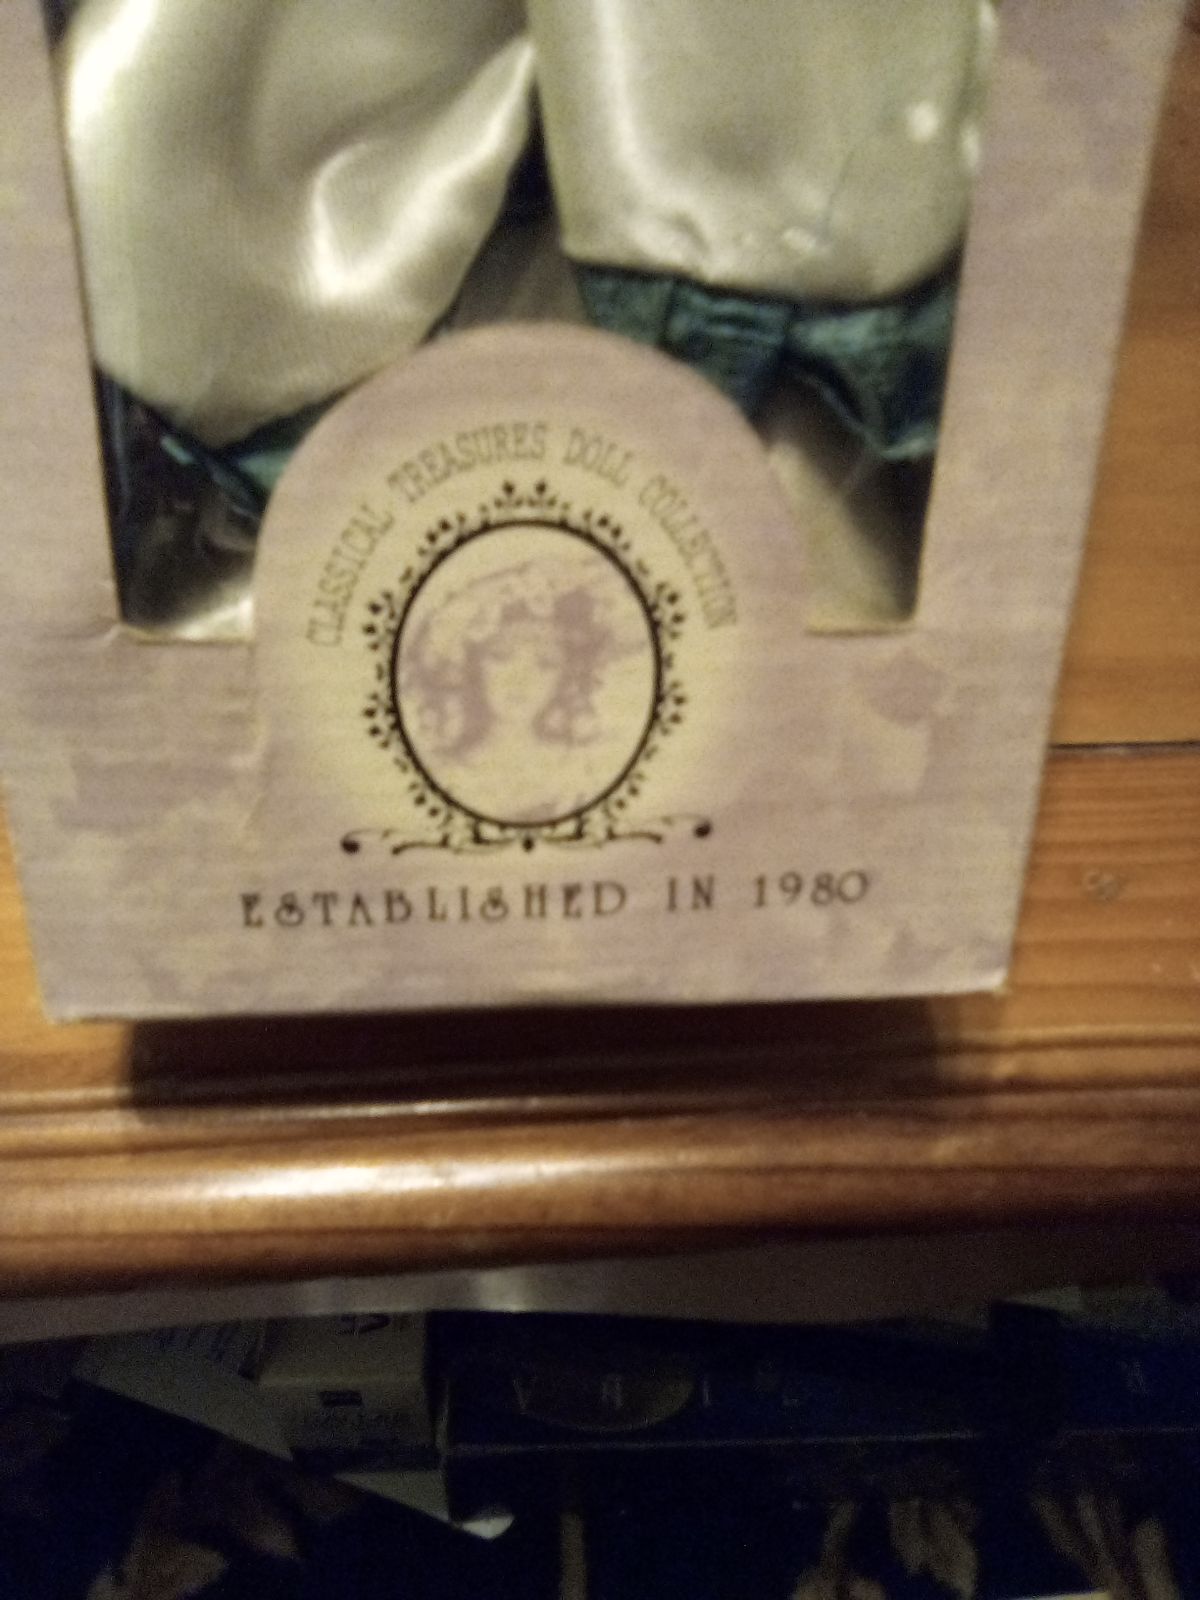 CLASSICAL TREASURES DOLL COLLECTION
ESTABLISHED IN 1980